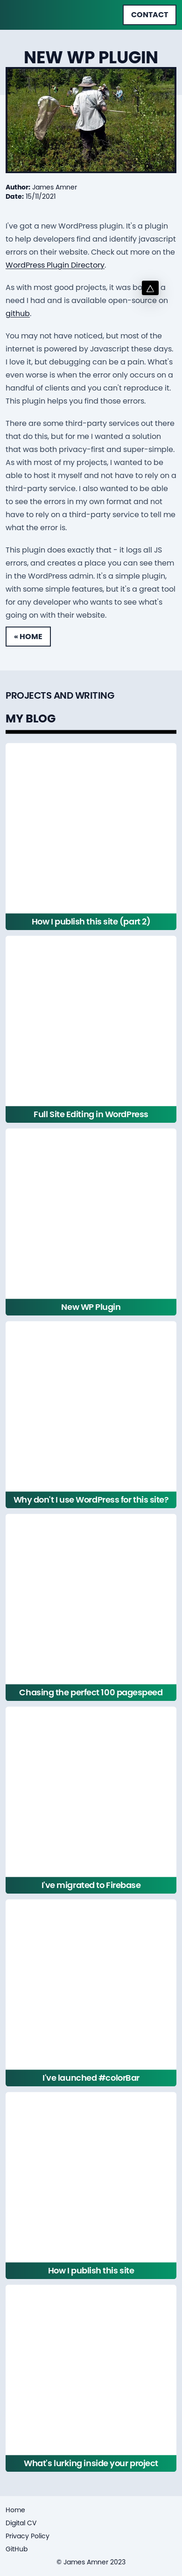 CONTACT
NEW WP PLUGIN
Author: James Amner
Date: 15/11/2021
I've got a new WordPress plugin. It's a plugin
to help developers find and identify javascript
errors on their website. Check out more on the
WordPress Plugin Directory.
As with most good projects, it was bo a
need I had and is available open-source on
github.
You may not have noticed, but most of the
internet is powered by Javascript these days.
I love it, but debugging can be a pain. What's
even worse is when the error only occurs on a
handful of clients and you can't reproduce it.
This plugin helps you find those errors.
There are some third-party services out there
that do this, but for me I wanted a solution
that was both privacy-first and super-simple.
As with most of my projects, I wanted to be
able to host it myself and not have to rely on a
third-party service. I also wanted to be able
to see the errors in my own format and not
have to rely on a third-party service to tell me
what the error is.
This plugin does exactly that - it logs all JS
errors, and creates a place you can see them
in the WordPress admin. It's a simple plugin,
with some simple features, but it's a great tool
for any developer who wants to see what's
going on with their website.
« HOME
PROJECTS AND WRITING
MY BLOG
How I publish this site (part 2)
Full Site Editing in WordPress
New WP Plugin
Why don't I use WordPress for this site?
Chasing the perfect 100 pagespeed
I've migrated to Firebase
I've launched #colorBar
How I publish this site
What's lurking inside your project
Home
Digital CV
Privacy Policy
GitHub
© James Amner 2023